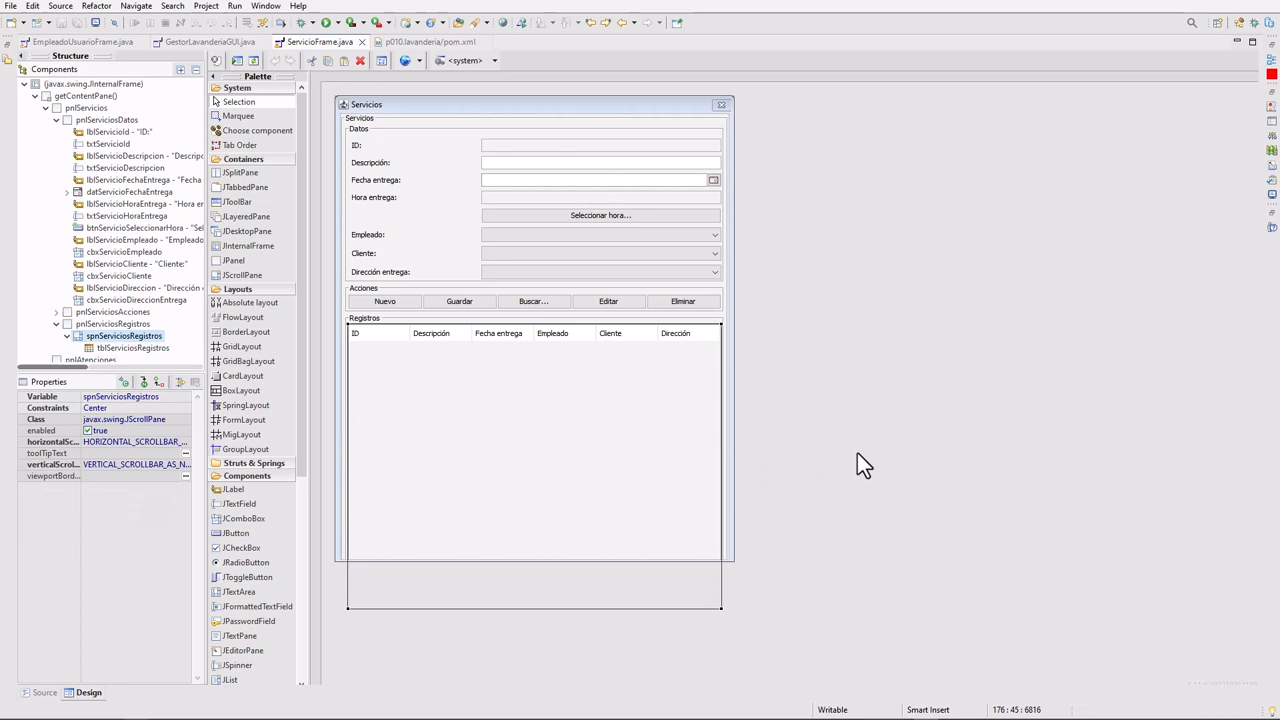 File Edit Source Refactor Navigate Search Project Run Window Help
EmpleadoUsuarioFrame.java GestorLavanderiaGUI.java ServicioFrame.java p010.lavanderia/pom.xml
Structure
<system>
Components
Palette
System
Selection
Marquee
Choose component
Tab Order
Containers
JSplitPane
JTabbedPane
JToolBar
JLayeredPane
JDesktopPane
JInternalFrame
JPanel
JScrollPane
Layouts
Absolute layout
FlowLayout
BorderLayout
GridLayout
GridBagLayout
CardLayout
BoxLayout
SpringLayout
FormLayout
MigLayout
GroupLayout
Struts & Springs
Components
JLabel
JTextField
JComboBox
JButton
JCheckBox
JRadioButton
JToggleButton
JTextArea
JFormattedTextField
JPasswordField
JTextPane
JEditorPane
JSpinner
JList
(javax.swing.JInternalFrame)
getContentPane()
pnlServicios
pnlServiciosDatos
lblServicioId - "ID:"
txtServicioId
lblServicioDescripcion - "Descripc
txtServicioDescripcion
lblServicioFechaEntrega - "Fecha
datServicioFechaEntrega
lblServicioHoraEntrega - "Hora en
txtServicioHoraEntrega
btnServicioSeleccionarHora - "Sel
lblServicioEmpleado - "Empleado
cbxServicioEmpleado
lblServicioCliente - "Cliente:"
cbxServicioCliente
lblServicioDireccion - "Dirección
cbxServicioDireccionEntrega
pnlServiciosAcciones
pnlServiciosRegistros
spnServiciosRegistros
tblServiciosRegistros
pnlAtenciones
Properties
Variable spnServiciosRegistros
Constraints Center
Class javax.swing.JScrollPane
enabled true
horizontalSc... HORIZONTAL_SCROLLBAR_...
toolTipText
verticalScrol... VERTICAL_SCROLLBAR_AS_N...
viewportBord...
Servicios
Servicios
Datos
ID:
Descripción:
Fecha entrega:
Hora entrega:
Seleccionar hora...
Empleado:
Cliente:
Dirección entrega:
Acciones
Nuevo Guardar Buscar... Editar Eliminar
Registros
ID Descripción Fecha entrega Empleado Cliente Dirección
Source Design
Writable Smart Insert 176 : 45 : 6816